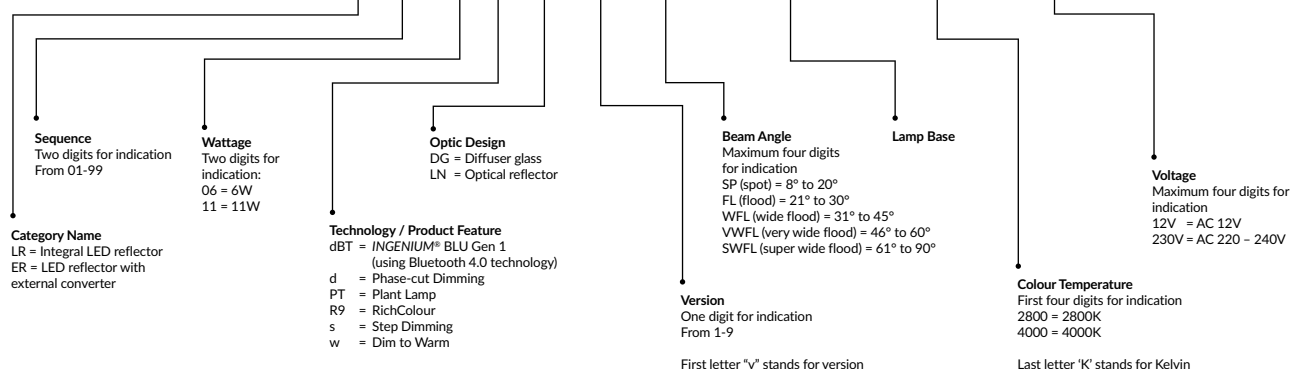 Sequence
Two digits for indication
From 01-99
Wattage
Two digits for
indication:
06 = 6W
11 = 11W
Optic Design
DG = Diffuser glass
LN = Optical reflector
Beam Angle
Maximum four digits
for indication
SP (spot) = 8° to 20°
FL (flood) = 21° to 30°
WFL (wide flood) = 31° to 45°
VWFL (very wide flood) = 46° to 60°
SWFL (super wide flood) = 61° to 90°
Lamp Base
Voltage
Maximum four digits for
indication
12V = AC 12V
230V = AC 220 – 240V
Category Name
LR = Integral LED reflector
ER = LED reflector with
external converter
Technology / Product Feature
dBT = INGENIUM® BLU Gen 1
(using Bluetooth 4.0 technology)
d = Phase-cut Dimming
PT = Plant Lamp
R9 = RichColour
s = Step Dimming
w = Dim to Warm
Version
One digit for indication
From 1-9
First letter “v” stands for version
Colour Temperature
First four digits for indication
2800 = 2800K
4000 = 4000K
Last letter ‘K’ stands for Kelvin